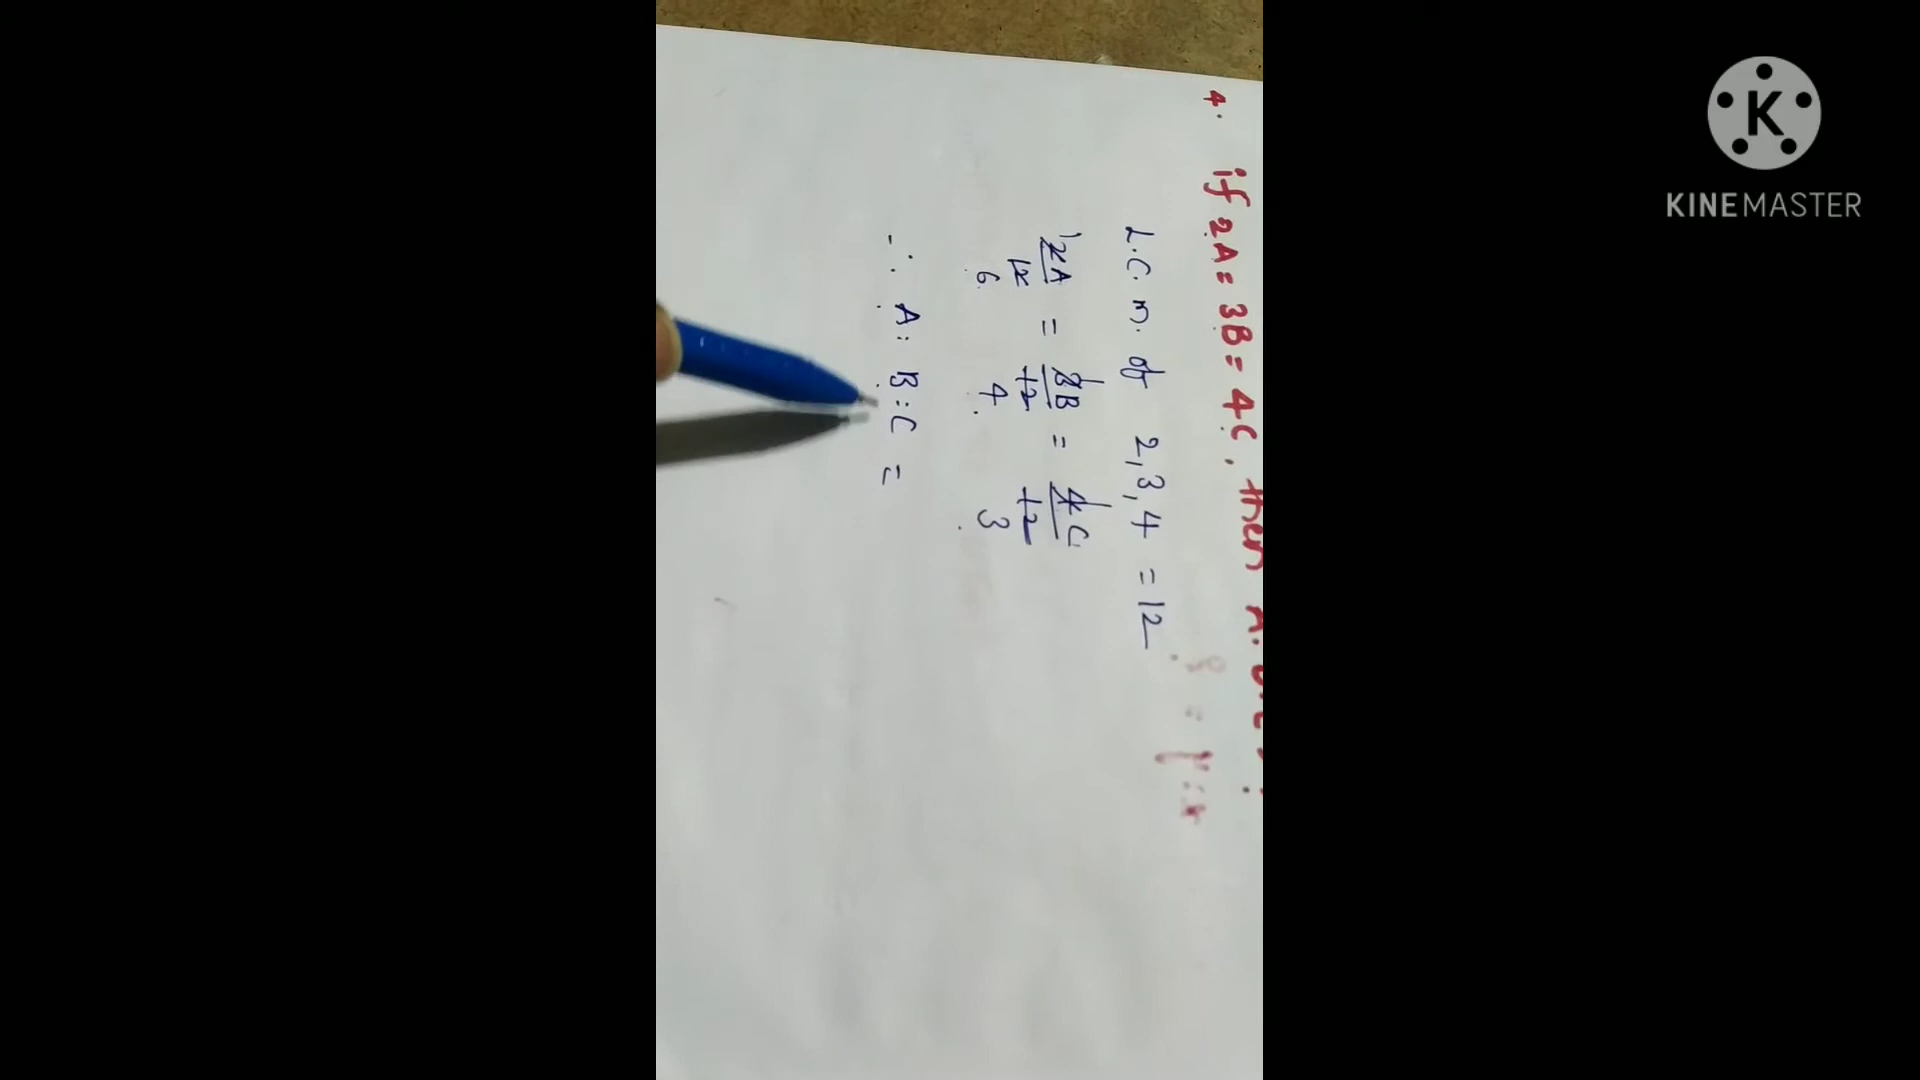 4. if 2A = 3B = 4C, then A:B:C
L.C.M. of 2,3,4 = 12
2A/12 = 3B/12 = 4C/12
6 4 3
∴ A:B:C =
KINEMASTER